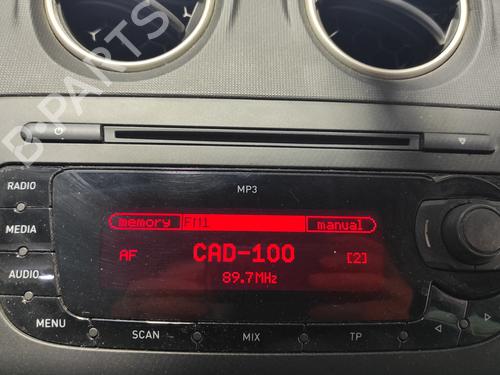 B-PARTS
RADIO
MP3
MEDIA
memory FM1 manual
AF CAD-100 [2]
89.7MHz
AUDIO
MENU SCAN MIX TP